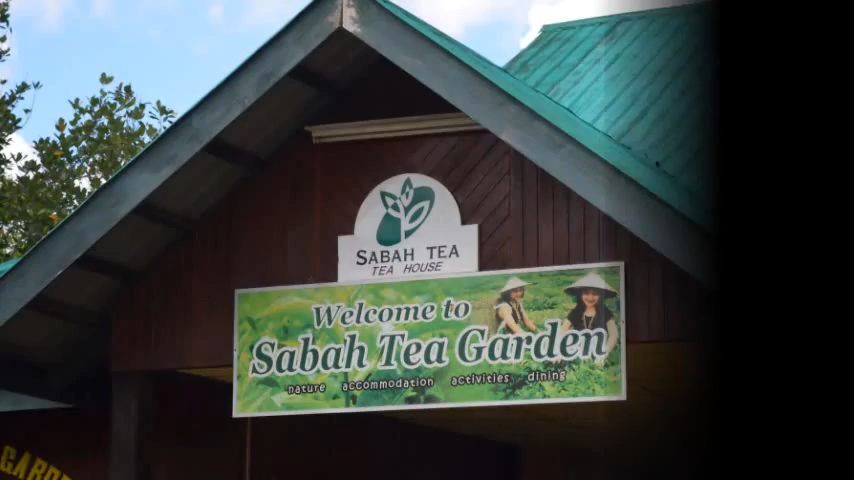 SABAH TEA
TEA HOUSE
Welcome to
Sabah Tea Garden
nature accommodation activities dining